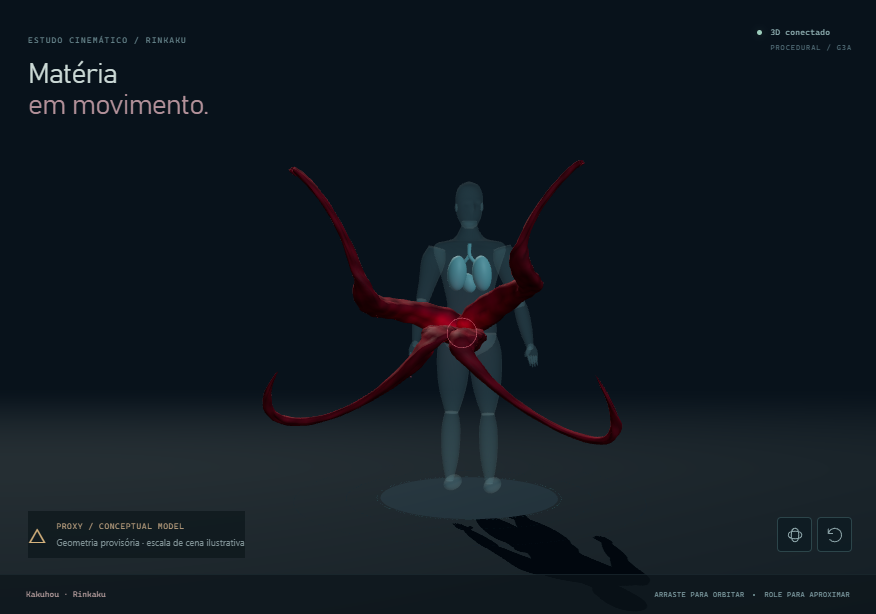 ESTUDO CINEMÁTICO / RINKAKU
Matéria
em movimento.
3D conectado
PROCEDURAL / G3A
PROXY / CONCEPTUAL MODEL
Geometria provisória · escala de cena ilustrativa
Kakuhou · Rinkaku
ARRASTE PARA ORBITAR • ROLE PARA APROXIMAR